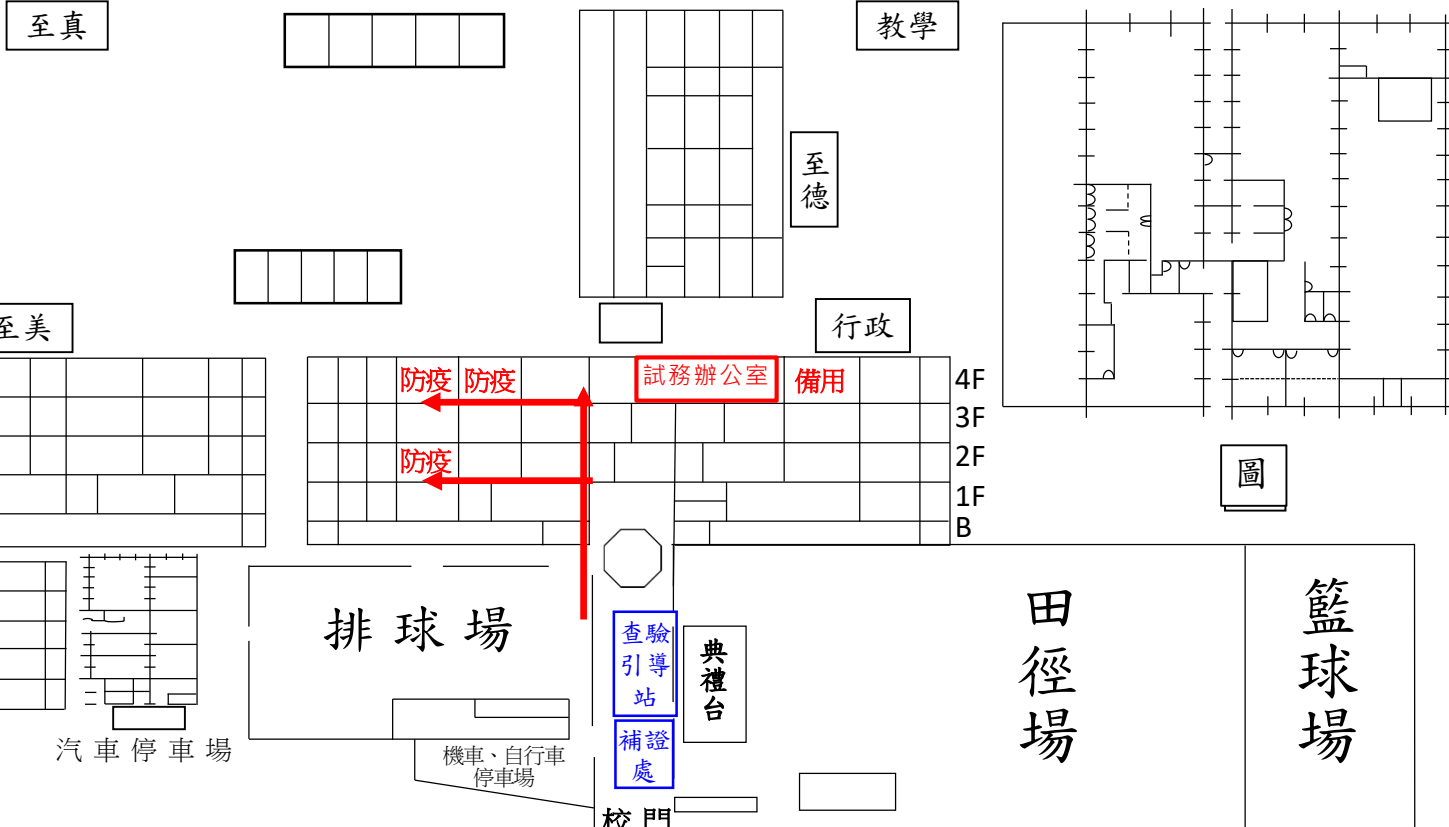 至真
教學
至
德
至美
行政
防疫
防疫
試務辦公室
備用
4F
3F
防疫
2F
1F
B
圖
排球場
查驗
引導
站
典
禮
台
田
徑
場
籃
球
場
補證
處
汽車停車場
機車、自行車
停車場
校門